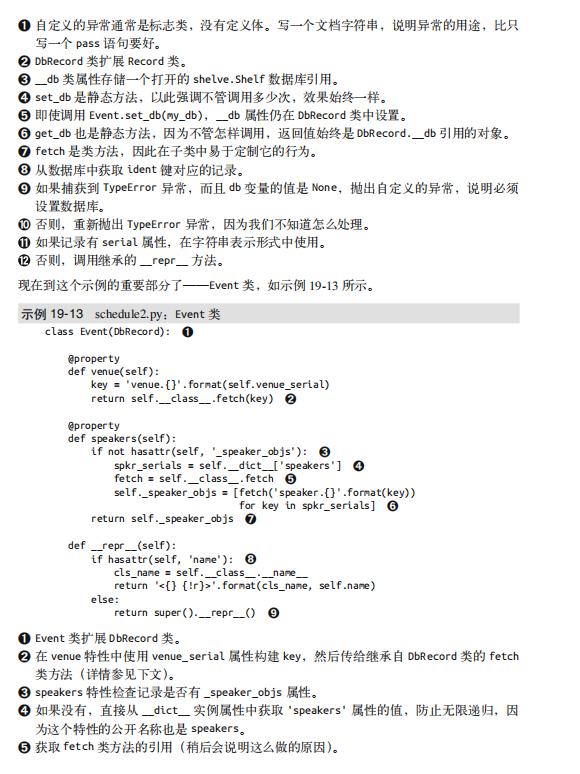 ❶ 自定义的异常通常是标志类，没有定义体。写一个文档字符串，说明异常的用途，比只
写一个 pass 语句要好。
❷ DbRecord 类扩展 Record 类。
❸ __db 类属性存储一个打开的 shelve.Shelf 数据库引用。
❹ set_db 是静态方法，以此强调不管调用多少次，效果始终一样。
❺ 即使调用 Event.set_db(my_db)，__db 属性仍在 DbRecord 类中设置。
❻ get_db 也是静态方法，因为不管怎样调用，返回值始终是 DbRecord.__db 引用的对象。
❼ fetch 是类方法，因此在子类中易于定制它的行为。
❽ 从数据库中获取 ident 键对应的记录。
❾ 如果捕获到 TypeError 异常，而且 db 变量的值是 None，抛出自定义的异常，说明必须
设置数据库。
❿ 否则，重新抛出 TypeError 异常，因为我们不知道怎么处理。
⓫ 如果记录有 serial 属性，在字符串表示形式中使用。
⓬ 否则，调用继承的 __repr__ 方法。
现在到这个示例的重要部分了——Event 类，如示例 19-13 所示。
示例 19-13 schedule2.py：Event 类
class Event(DbRecord): ❶
@property
def venue(self):
key = 'venue.{}'.format(self.venue_serial)
return self.__class__.fetch(key) ❷
@property
def speakers(self):
if not hasattr(self, '_speaker_objs'): ❸
spkr_serials = self.__dict__['speakers'] ❹
fetch = self.__class__.fetch ❺
self._speaker_objs = [fetch('speaker.{}'.format(key))
for key in spkr_serials] ❻
return self._speaker_objs ❼
def __repr__(self):
if hasattr(self, 'name'): ❽
cls_name = self.__class__.__name__
return '<{} {!r}>'.format(cls_name, self.name)
else:
return super().__repr__() ❾
❶ Event 类扩展 DbRecord 类。
❷ 在 venue 特性中使用 venue_serial 属性构建 key，然后传给继承自 DbRecord 类的 fetch
类方法（详情参见下文）。
❸ speakers 特性检查记录是否有 _speaker_objs 属性。
❹ 如果没有，直接从 __dict__ 实例属性中获取 'speakers' 属性的值，防止无限递归，因
为这个特性的公开名称也是 speakers。
❺ 获取 fetch 类方法的引用（稍后会说明这么做的原因）。